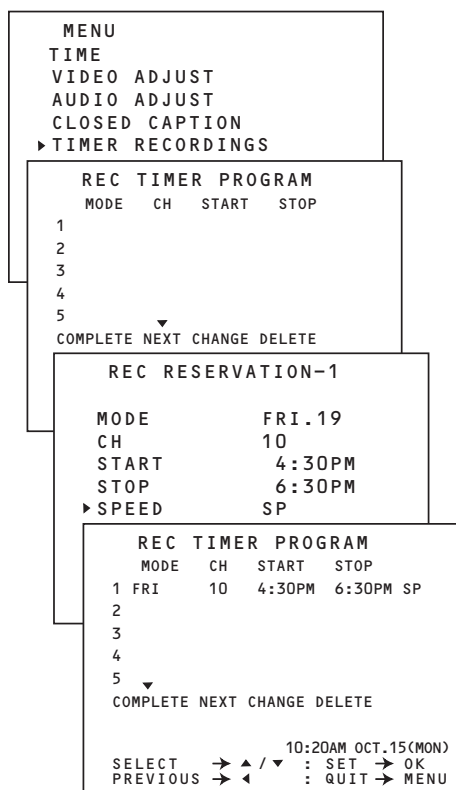 MENU
TIME
VIDEO ADJUST
AUDIO ADJUST
CLOSED CAPTION
▶TIMER RECORDINGS
REC TIMER PROGRAM
MODE CH START STOP
1
2
3
4
5
▼
COMPLETE NEXT CHANGE DELETE
REC RESERVATION–1
MODE FRI.19
CH 10
START 4:30PM
STOP 6:30PM
▶SPEED SP
REC TIMER PROGRAM
MODE CH START STOP
1 FRI 10 4:30PM 6:30PM SP
2
3
4
5 ▼
COMPLETE NEXT CHANGE DELETE
10:20AM OCT.15(MON)
SELECT → ▲/▼ : SET → OK
PREVIOUS → ◀ : QUIT → MENU